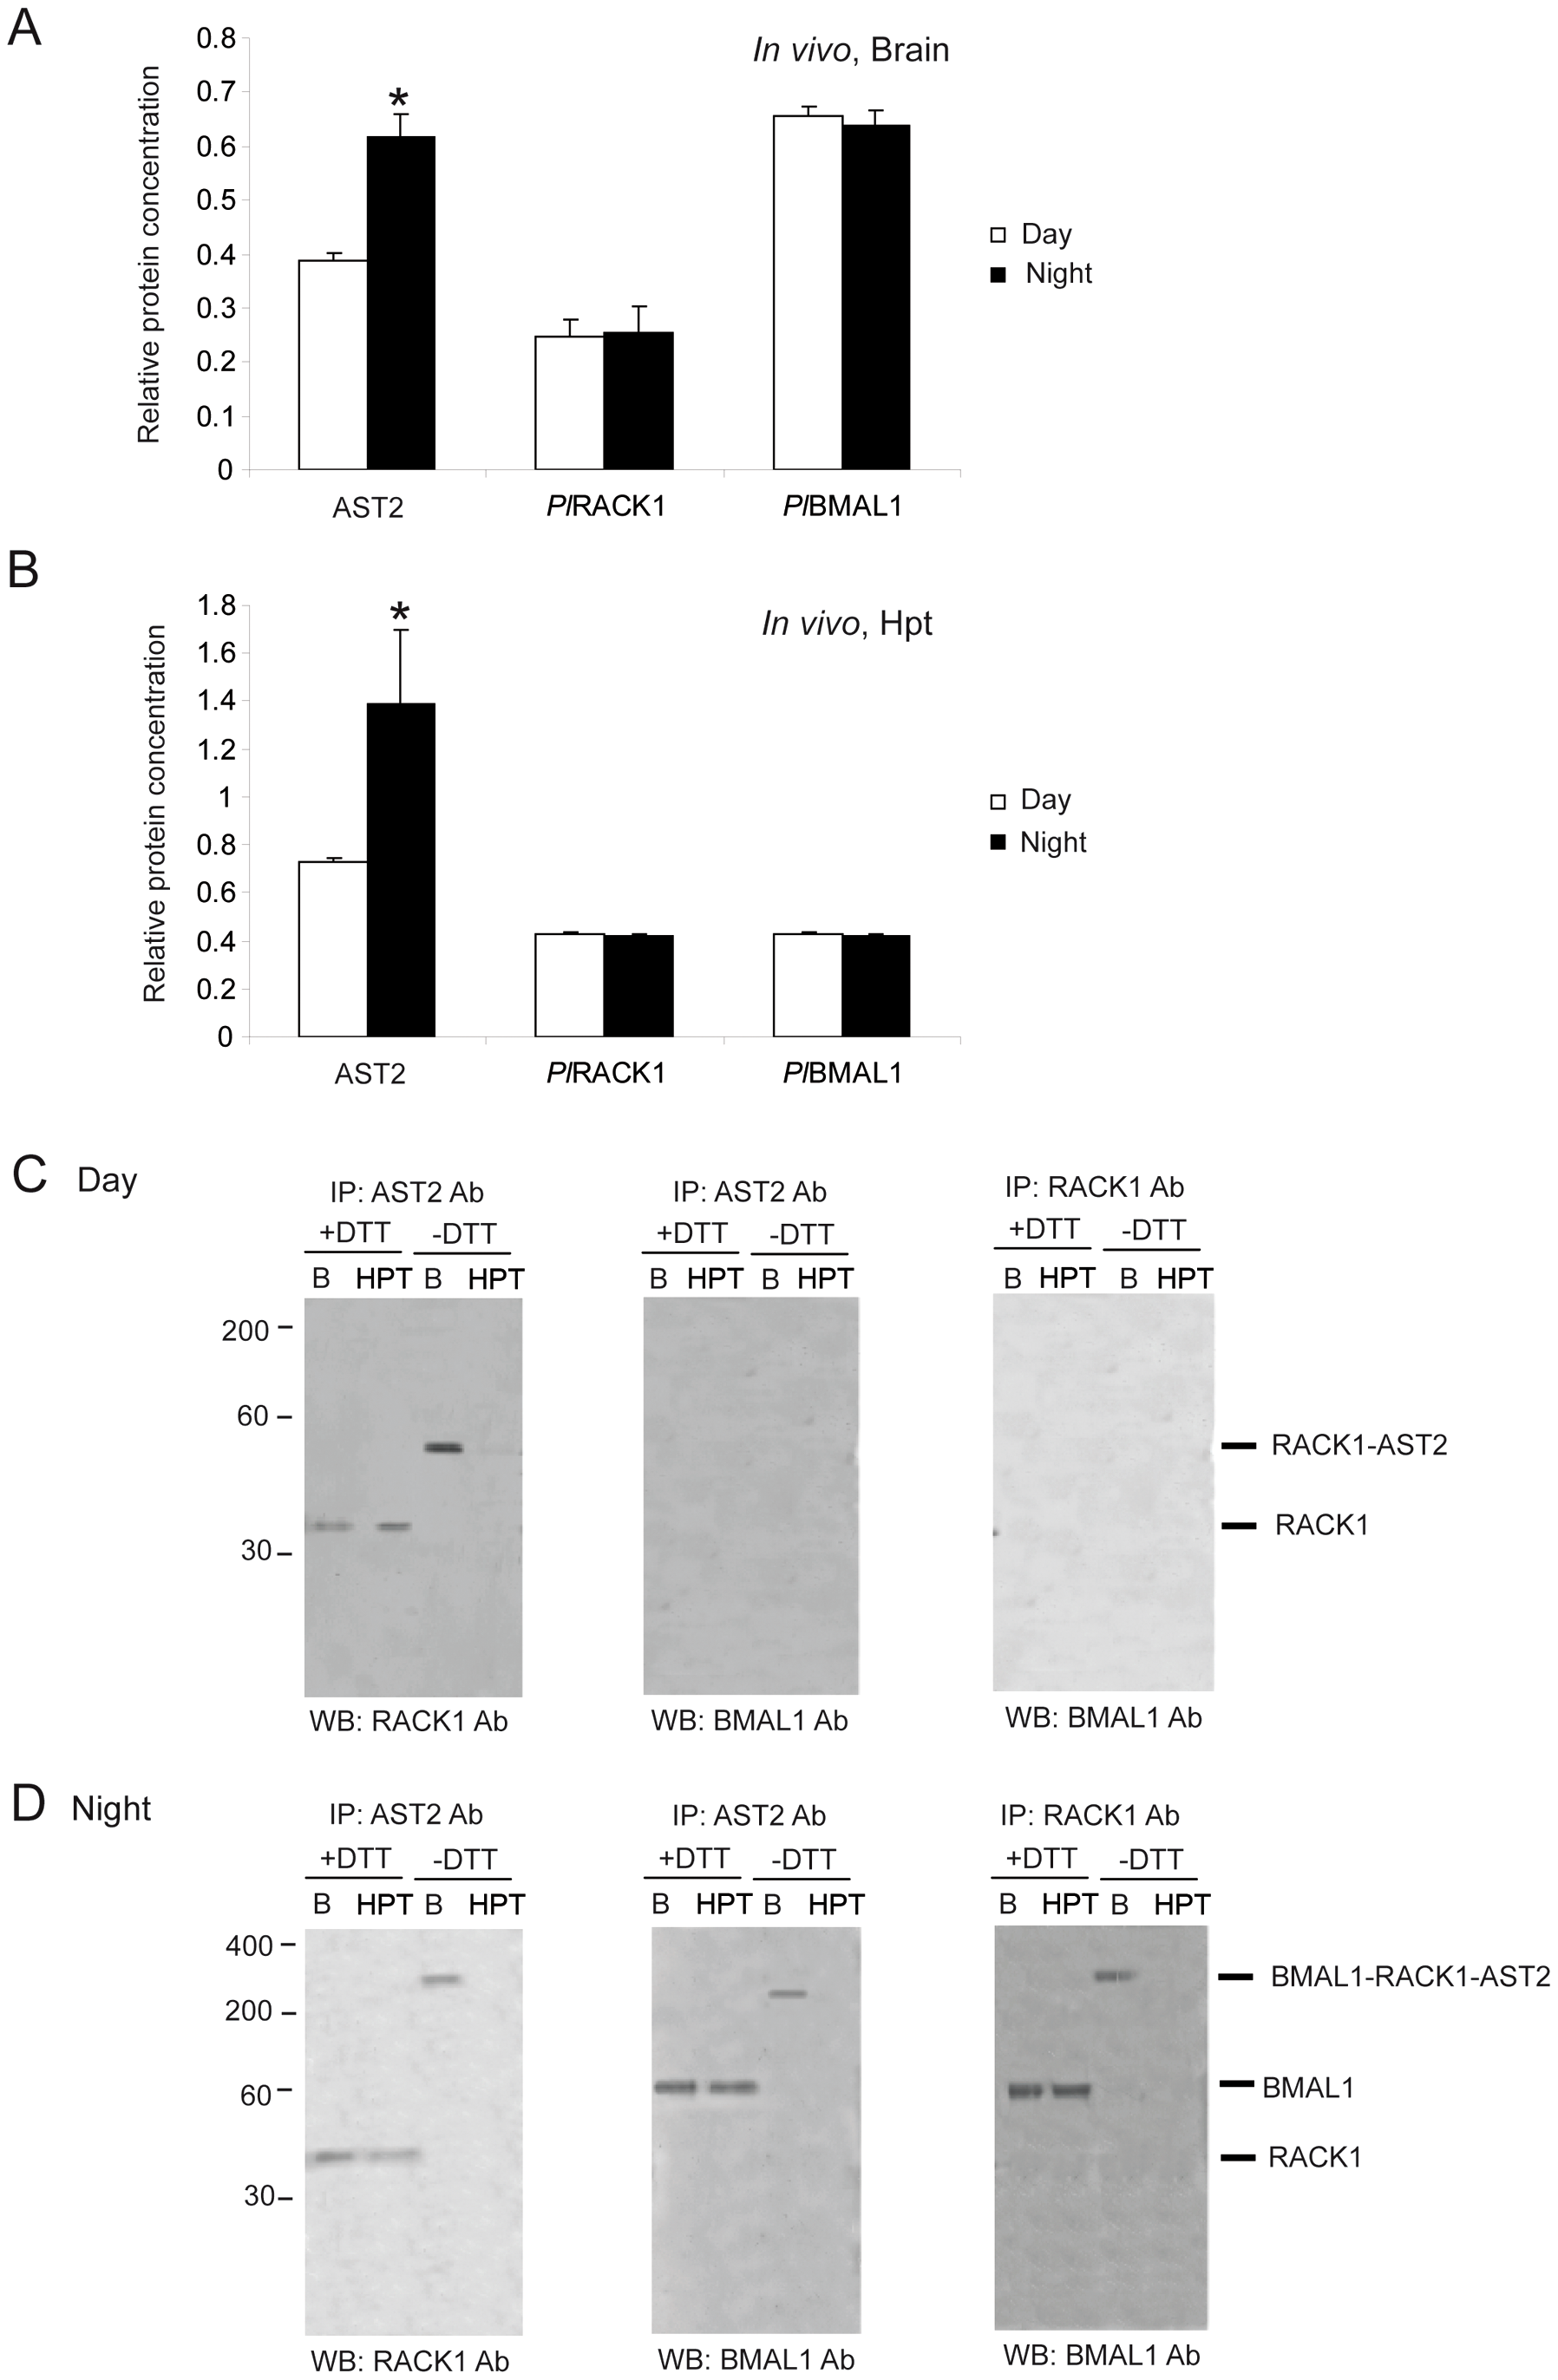 A
In vivo, Brain
Relative protein concentration
0.8
0.7
0.6
0.5
0.4
0.3
0.2
0.1
0
*
Day
Night
AST2 PlRACK1 PlBMAL1
B
In vivo, Hpt
Relative protein concentration
1.8
1.6
1.4
1.2
1
0.8
0.6
0.4
0.2
0
*
Day
Night
AST2 PlRACK1 PlBMAL1
C Day
IP: AST2 Ab IP: AST2 Ab IP: RACK1 Ab
+DTT -DTT +DTT -DTT +DTT -DTT
B HPT B HPT B HPT B HPT B HPT B HPT
200
60
30
RACK1-AST2
RACK1
WB: RACK1 Ab WB: BMAL1 Ab WB: BMAL1 Ab
D Night
IP: AST2 Ab IP: AST2 Ab IP: RACK1 Ab
+DTT -DTT +DTT -DTT +DTT -DTT
B HPT B HPT B HPT B HPT B HPT B HPT
400
200
60
30
BMAL1-RACK1-AST2
BMAL1
RACK1
WB: RACK1 Ab WB: BMAL1 Ab WB: BMAL1 Ab